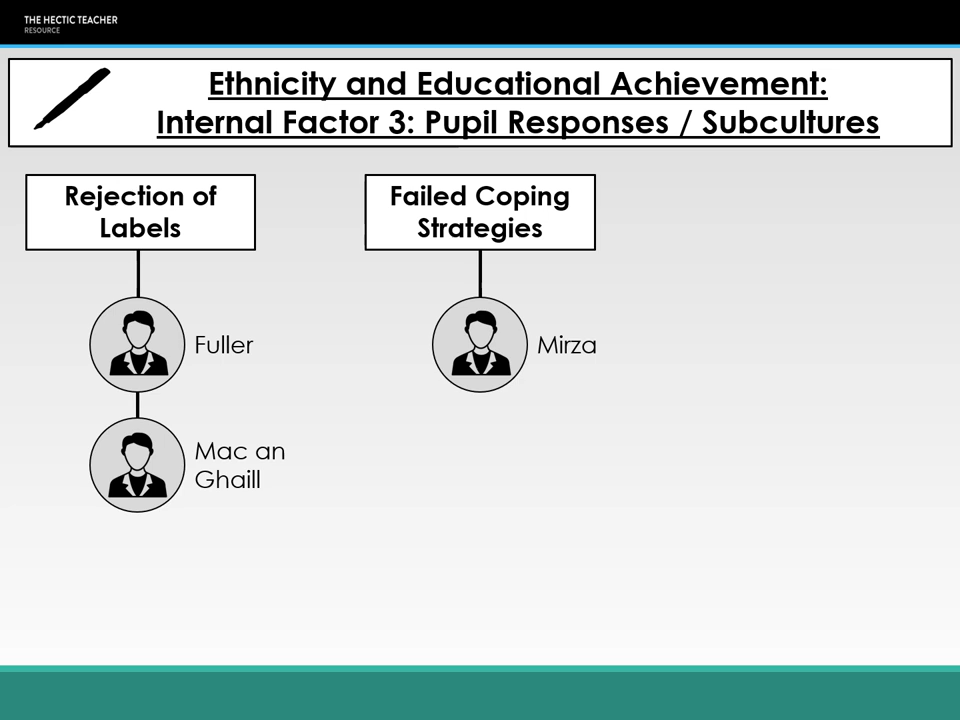 THE HECTIC TEACHER
RESOURCE
Ethnicity and Educational Achievement:
Internal Factor 3: Pupil Responses / Subcultures
Rejection of
Labels
Fuller
Mac an
Ghaill
Failed Coping
Strategies
Mirza